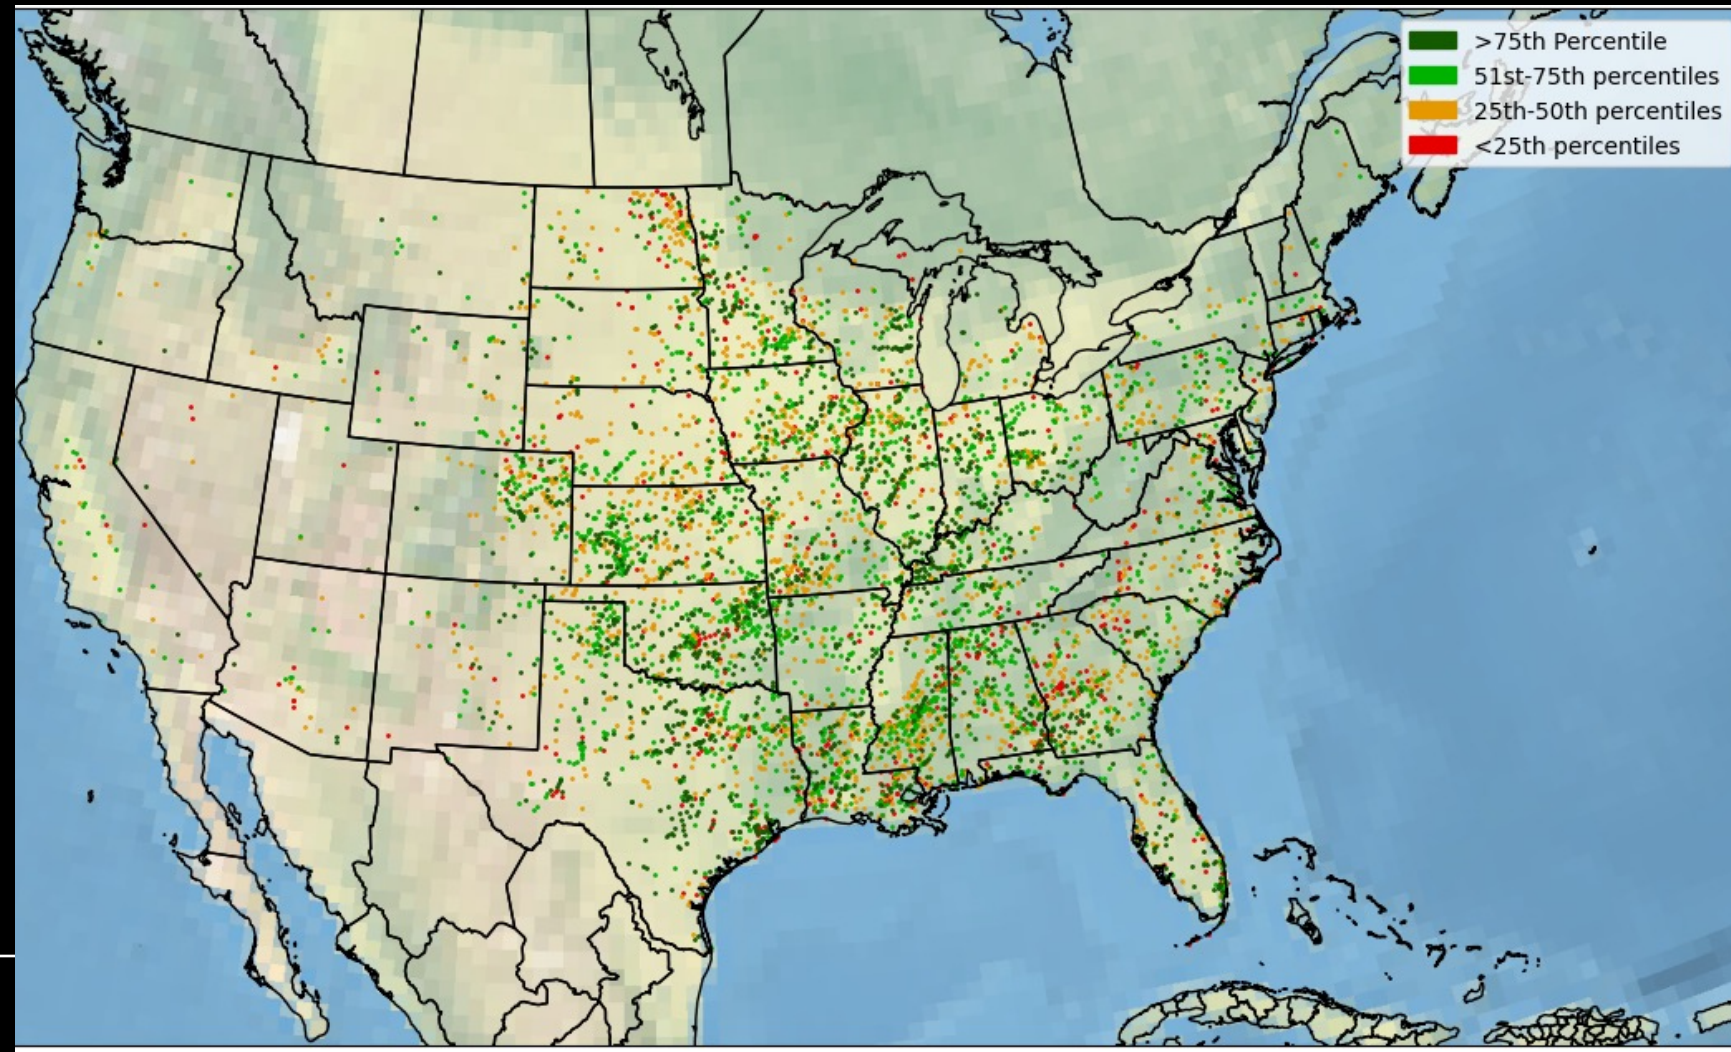 >75th Percentile
51st-75th percentiles
25th-50th percentiles
<25th percentiles